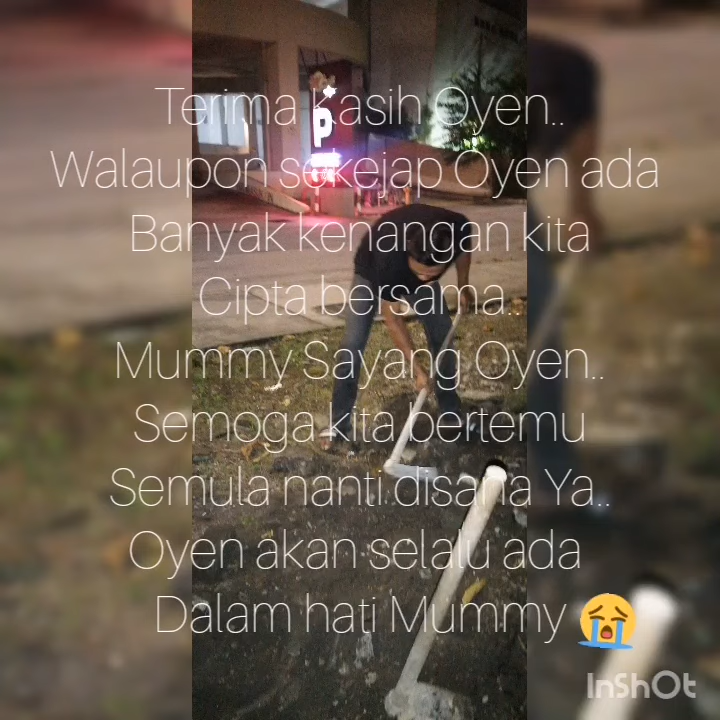 Terima Kasih Oyen..
Walaupon sekejap Oyen ada
Banyak kenangan kita
Cipta bersama..
Mummy Sayang Oyen..
Semoga kita bertemu
Semula nanti disana Ya..
Oyen akan selalu ada
Dalam hati Mummy 😭
P
InShOt